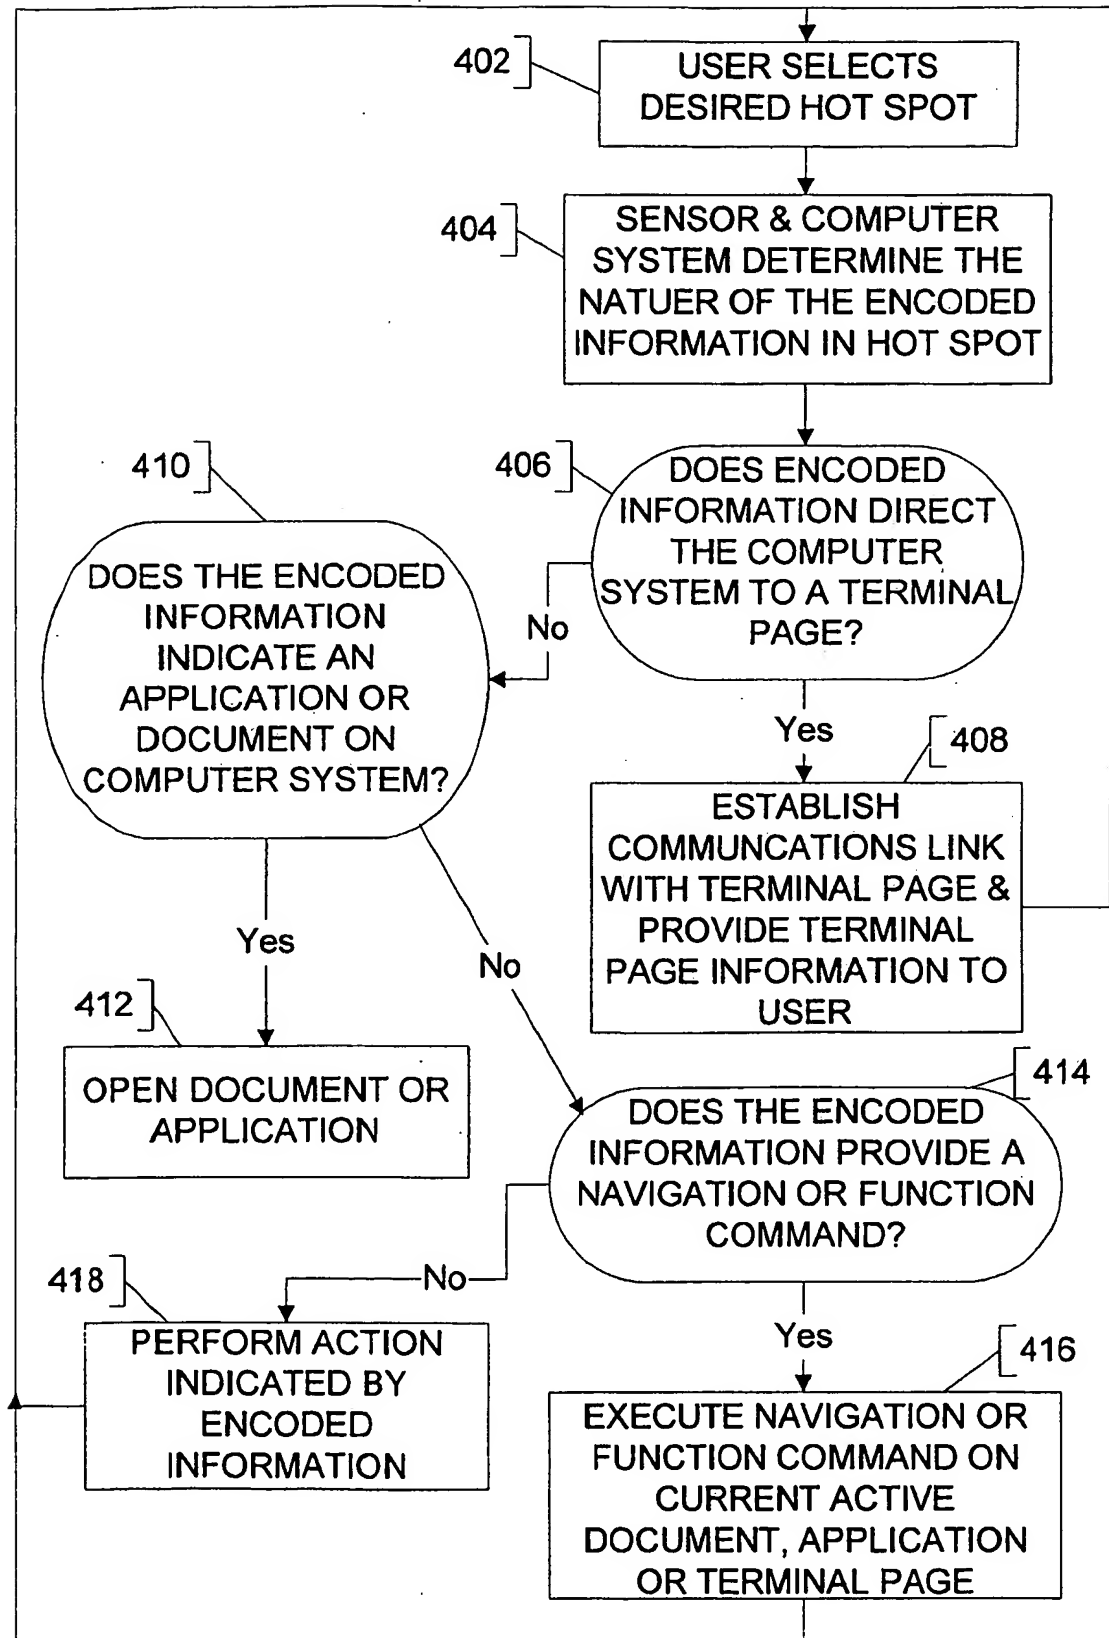 402
USER SELECTS
DESIRED HOT SPOT
404
SENSOR & COMPUTER
SYSTEM DETERMINE THE
NATUER OF THE ENCODED
INFORMATION IN HOT SPOT
406
DOES ENCODED
INFORMATION DIRECT
THE COMPUTER
SYSTEM TO A TERMINAL
PAGE?
No
Yes
410
DOES THE ENCODED
INFORMATION
INDICATE AN
APPLICATION OR
DOCUMENT ON
COMPUTER SYSTEM?
408
ESTABLISH
COMMUNCATIONS LINK
WITH TERMINAL PAGE &
PROVIDE TERMINAL
PAGE INFORMATION TO
USER
Yes
No
412
OPEN DOCUMENT OR
APPLICATION
414
DOES THE ENCODED
INFORMATION PROVIDE A
NAVIGATION OR FUNCTION
COMMAND?
No
Yes
418
PERFORM ACTION
INDICATED BY
ENCODED
INFORMATION
416
EXECUTE NAVIGATION OR
FUNCTION COMMAND ON
CURRENT ACTIVE
DOCUMENT, APPLICATION
OR TERMINAL PAGE